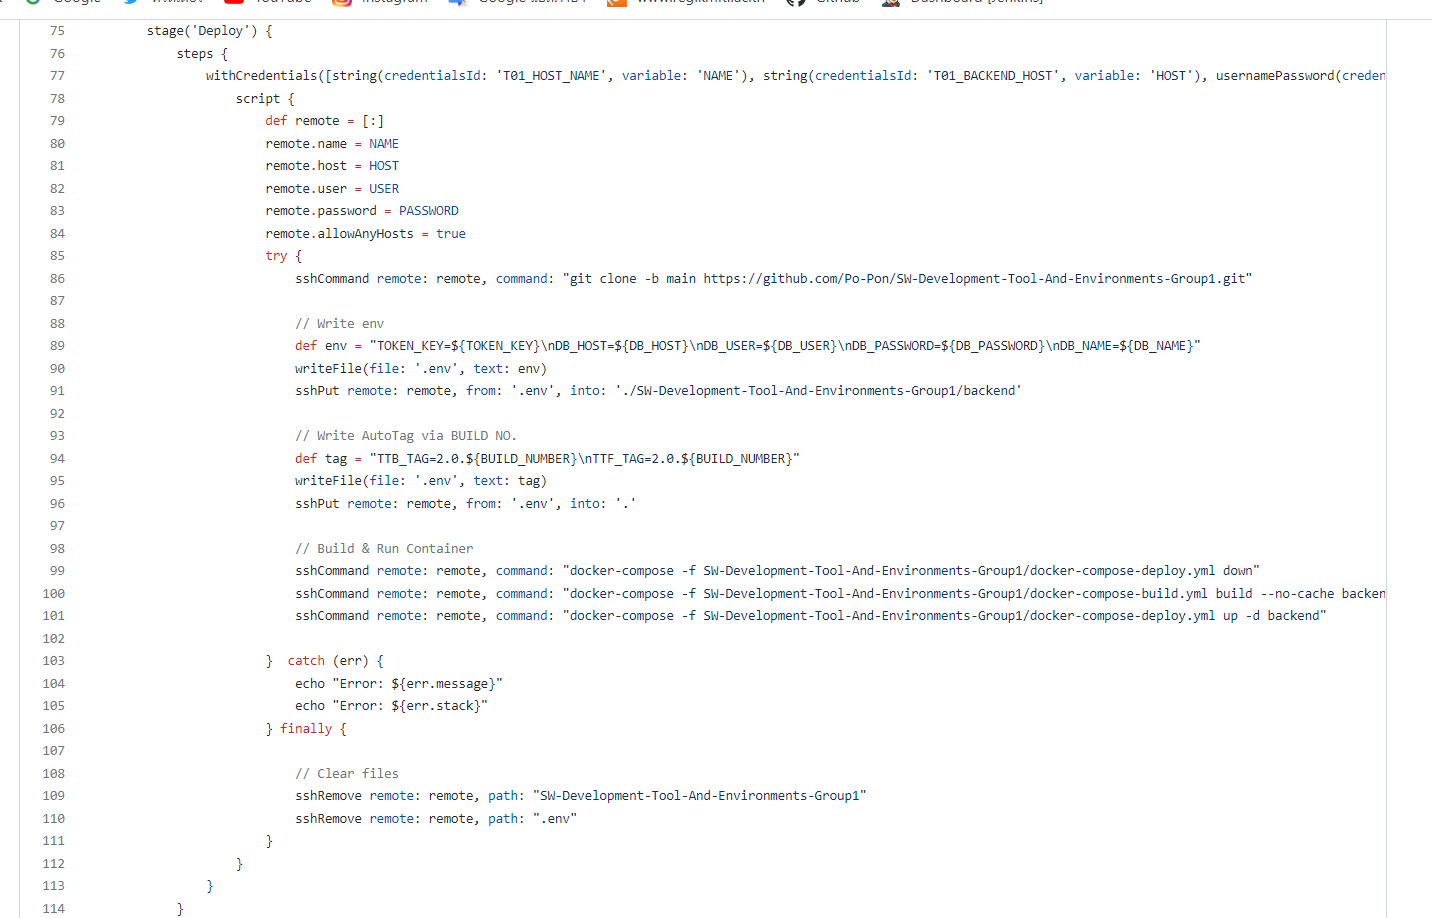 75 stage('Deploy') {
76 steps {
77 withCredentials([string(credentialsId: 'T01_HOST_NAME', variable: 'NAME'), string(credentialsId: 'T01_BACKEND_HOST', variable: 'HOST'), usernamePassword(creden
78 script {
79 def remote = [:]
80 remote.name = NAME
81 remote.host = HOST
82 remote.user = USER
83 remote.password = PASSWORD
84 remote.allowAnyHosts = true
85 try {
86 sshCommand remote: remote, command: "git clone -b main https://github.com/Po-Pon/SW-Development-Tool-And-Environments-Group1.git"
87
88 // Write env
89 def env = "TOKEN_KEY=${TOKEN_KEY}\nDB_HOST=${DB_HOST}\nDB_USER=${DB_USER}\nDB_PASSWORD=${DB_PASSWORD}\nDB_NAME=${DB_NAME}"
90 writeFile(file: '.env', text: env)
91 sshPut remote: remote, from: '.env', into: './SW-Development-Tool-And-Environments-Group1/backend'
92
93 // Write AutoTag via BUILD NO.
94 def tag = "TTB_TAG=2.0.${BUILD_NUMBER}\nTTF_TAG=2.0.${BUILD_NUMBER}"
95 writeFile(file: '.env', text: tag)
96 sshPut remote: remote, from: '.env', into: '.'
97
98 // Build & Run Container
99 sshCommand remote: remote, command: "docker-compose -f SW-Development-Tool-And-Environments-Group1/docker-compose-deploy.yml down"
100 sshCommand remote: remote, command: "docker-compose -f SW-Development-Tool-And-Environments-Group1/docker-compose-build.yml build --no-cache backen
101 sshCommand remote: remote, command: "docker-compose -f SW-Development-Tool-And-Environments-Group1/docker-compose-deploy.yml up -d backend"
102
103 } catch (err) {
104 echo "Error: ${err.message}"
105 echo "Error: ${err.stack}"
106 } finally {
107
108 // Clear files
109 sshRemove remote: remote, path: "SW-Development-Tool-And-Environments-Group1"
110 sshRemove remote: remote, path: ".env"
111 }
112 }
113 }
114 }